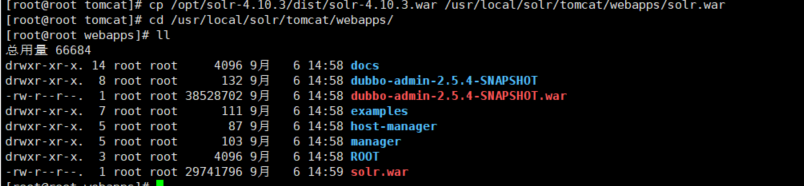 [root@root tomcat]# cp /opt/solr-4.10.3/dist/solr-4.10.3.war /usr/local/solr/tomcat/webapps/solr.war
[root@root tomcat]# cd /usr/local/solr/tomcat/webapps/
[root@root webapps]# ll
总用量 66684
drwxr-xr-x. 14 root root     4096 9月   6 14:58 docs
drwxr-xr-x.  8 root root      132 9月   6 14:58 dubbo-admin-2.5.4-SNAPSHOT
-rw-r--r--.  1 root root 38528702 9月   6 14:58 dubbo-admin-2.5.4-SNAPSHOT.war
drwxr-xr-x.  7 root root      111 9月   6 14:58 examples
drwxr-xr-x.  5 root root       87 9月   6 14:58 host-manager
drwxr-xr-x.  5 root root      103 9月   6 14:58 manager
drwxr-xr-x.  3 root root     4096 9月   6 14:58 ROOT
-rw-r--r--.  1 root root 29741796 9月   6 14:59 solr.war
[root@root webapps]#